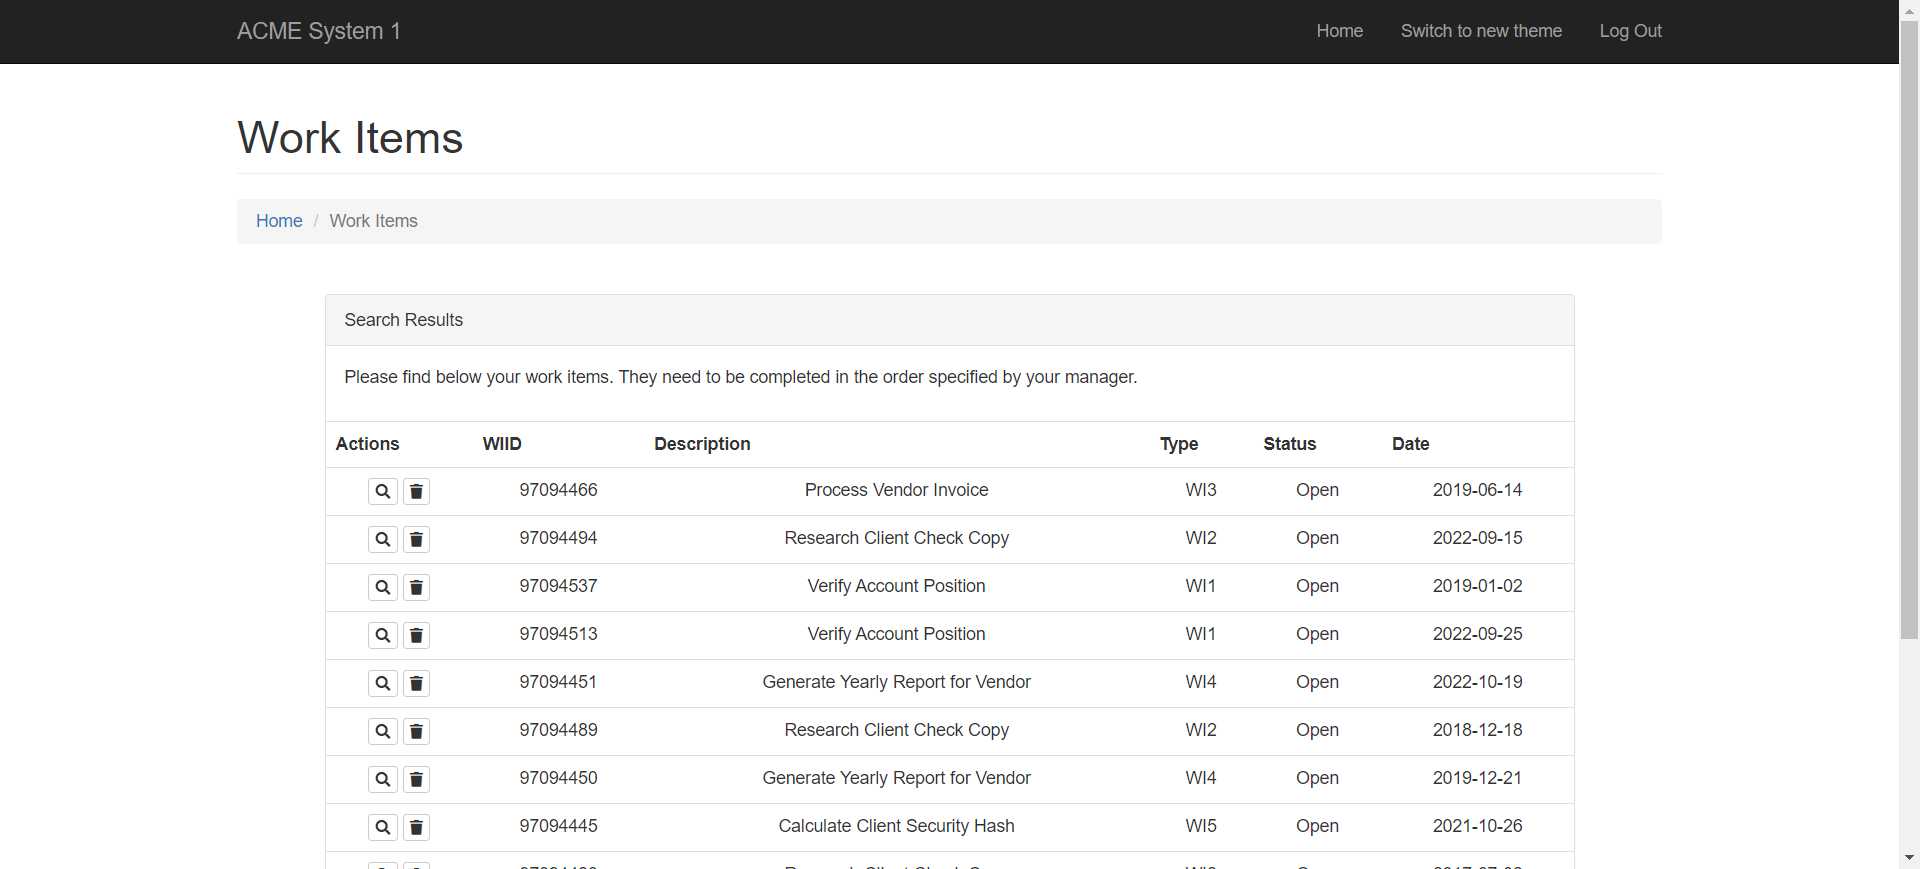 ACME System 1 Home Switch to new theme Log Out
Work Items
Home / Work Items
Search Results
Please find below your work items. They need to be completed in the order specified by your manager.
Actions WIID Description Type Status Date
97094466 Process Vendor Invoice WI3 Open 2019-06-14
97094494 Research Client Check Copy WI2 Open 2022-09-15
97094537 Verify Account Position WI1 Open 2019-01-02
97094513 Verify Account Position WI1 Open 2022-09-25
97094451 Generate Yearly Report for Vendor WI4 Open 2022-10-19
97094489 Research Client Check Copy WI2 Open 2018-12-18
97094450 Generate Yearly Report for Vendor WI4 Open 2019-12-21
97094445 Calculate Client Security Hash WI5 Open 2021-10-26